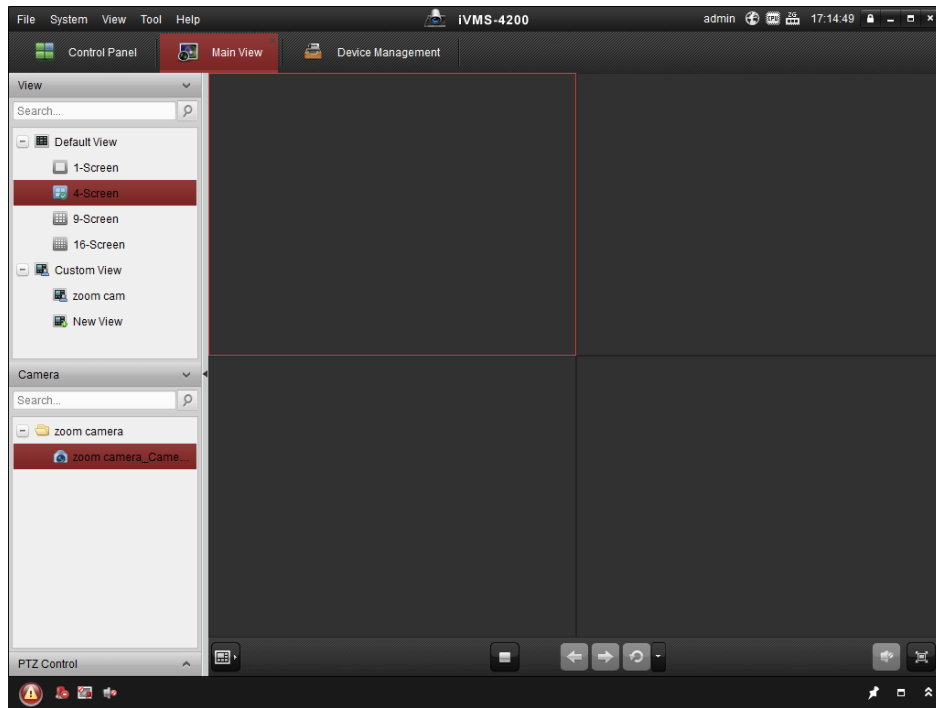 File System View Tool Help
iVMS-4200
admin CPU 2G 17:14:49
Control Panel Main View Device Management
View
Search...
Default View
1-Screen
4-Screen
9-Screen
16-Screen
Custom View
zoom cam
New View
Camera
Search...
zoom camera
zoom camera_Came...
PTZ Control